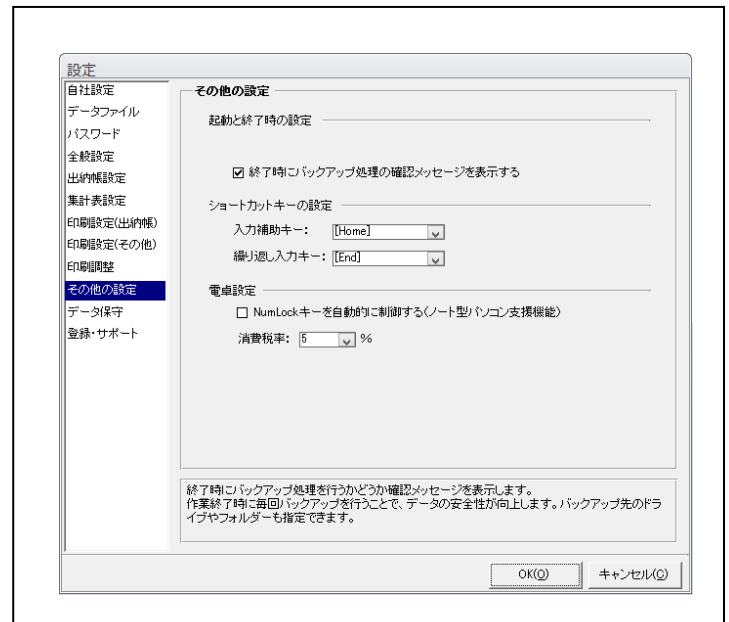 設定
自社設定
データファイル
パスワード
全般設定
出納帳設定
集計表設定
印刷設定(出納帳)
印刷設定(その他)
印刷調整
その他の設定
データ保守
登録・サポート
その他の設定
起動と終了時の設定
終了時にバックアップ処理の確認メッセージを表示する
ショートカットキーの設定
入力補助キー: [Home]
繰り返し入力キー: [End]
電卓設定
NumLockキーを自動的に制御する(ノート型パソコン支援機能)
消費税率: 5 %
終了時にバックアップ処理を行うかどうか確認メッセージを表示します。
作業終了時に毎回バックアップを行うことで、データの安全性が向上します。バックアップ先のドラ
イブやフォルダーも指定できます。
OK(O) キャンセル(C)